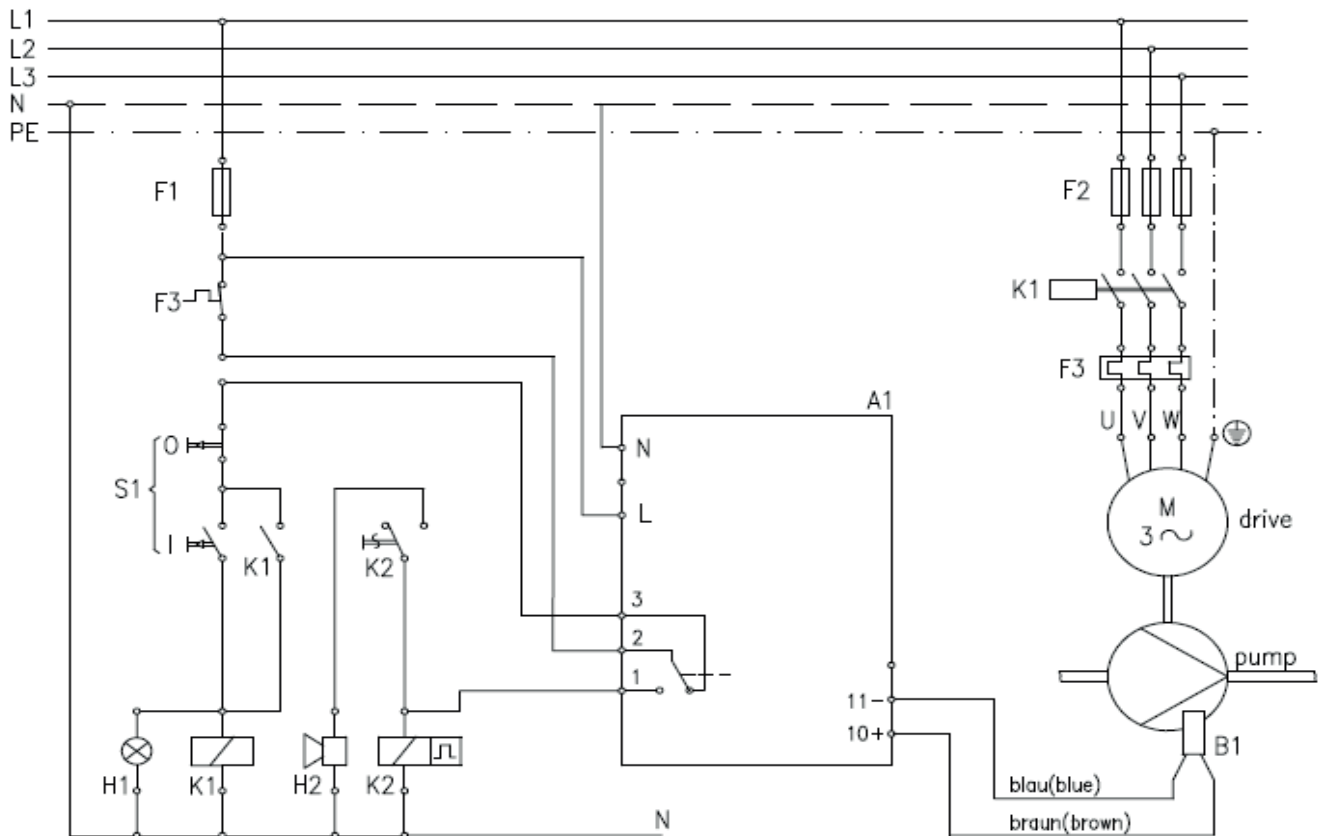 L1
L2
L3
N
PE
F1
F2
F3
K1
F3
A1
U V W
O
N
S1
L
M
3
drive
I
K1
K2
3
2
1
pump
11-
10+
B1
H1
K1
H2
K2
blau(blue)
N
braun(brown)